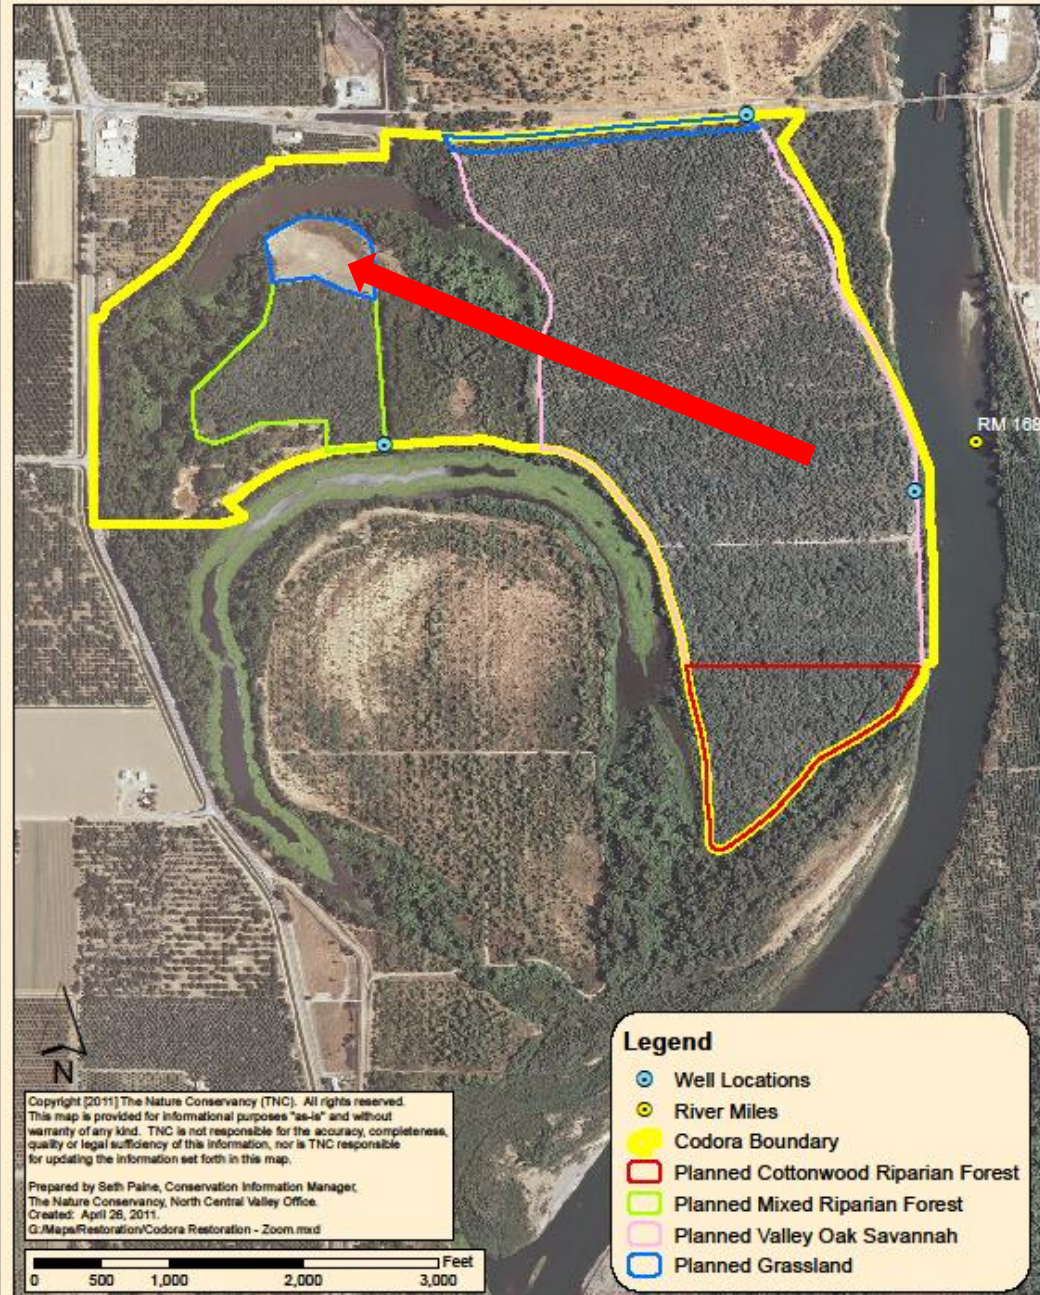 RM 168
N
Copyright [2011] The Nature Conservancy (TNC). All rights reserved.
This map is provided for informational purposes "as-is" and without
warranty of any kind. TNC is not responsible for the accuracy, completeness,
quality or legal sufficiency of this information, nor is TNC responsible
for updating the information set forth in this map.
Prepared by Seth Paine, Conservation Information Manager,
The Nature Conservancy, North Central Valley Office.
Created: April 26, 2011.
G:/Maps/Restoration/Codora Restoration - Zoom.mxd
Feet
0 500 1,000 2,000 3,000
Legend
Well Locations
River Miles
Codora Boundary
Planned Cottonwood Riparian Forest
Planned Mixed Riparian Forest
Planned Valley Oak Savannah
Planned Grassland